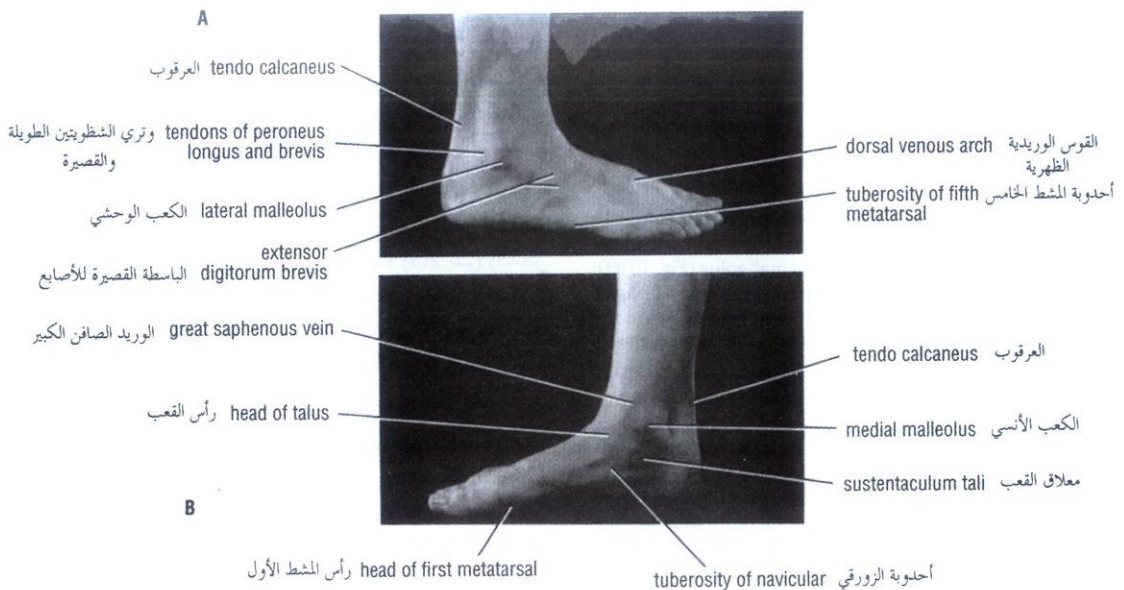 A
العرقوب tendo calcaneus
وتري الشظويتين الطويلة tendons of peroneus
والقصيرة longus and brevis
الكعب الوحشي lateral malleolus
extensor
الباسطة القصيرة للأصابع digitorum brevis
dorsal venous arch القوس الوريدية
الظهرية
tuberosity of fifth أحدوبة المشط الخامس
metatarsal
الوريد الصافن الكبير great saphenous vein
رأس القعب head of talus
B
رأس المشط الأول head of first metatarsal
tendo calcaneus العرقوب
medial malleolus الكعب الأنسي
sustentaculum tali معلاق القعب
tuberosity of navicular أحدوبة الزورقي